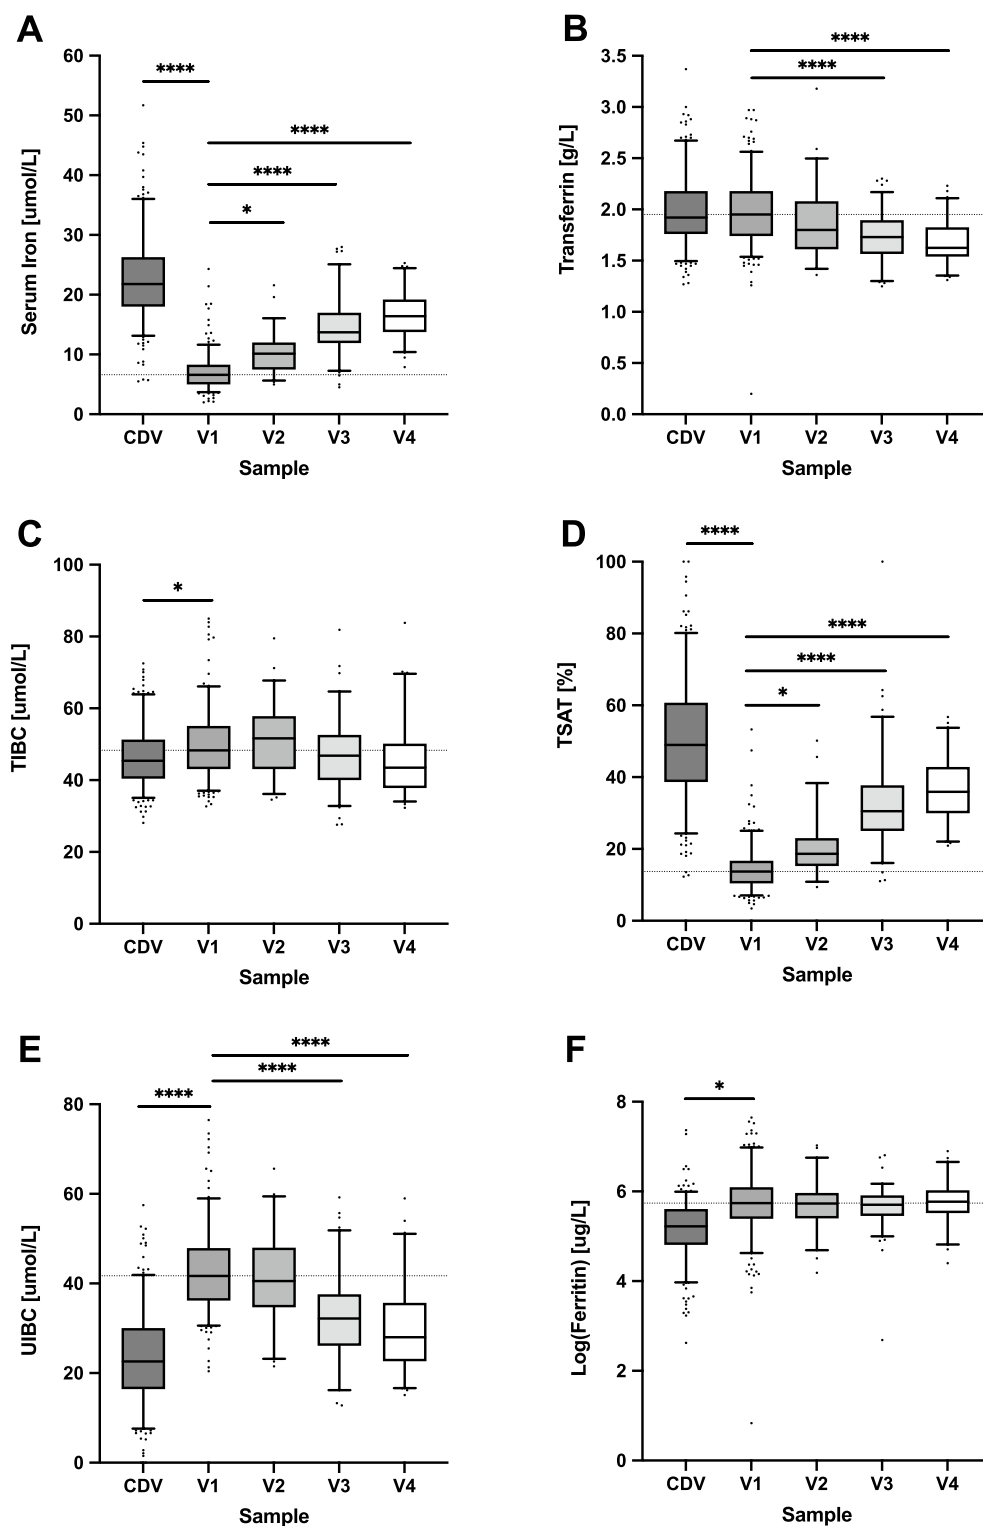 A
Serum Iron [umol/L]
60
50
40
30
20
10
0
****
****
****
*
CDV V1 V2 V3 V4
Sample
B
Transferrin [g/L]
3.5
3.0
2.5
2.0
1.5
1.0
0.5
0.0
****
****
CDV V1 V2 V3 V4
Sample
C
TIBC [umol/L]
100
80
60
40
20
0
*
CDV V1 V2 V3 V4
Sample
D
TSAT [%]
100
80
60
40
20
0
****
****
****
*
CDV V1 V2 V3 V4
Sample
E
UIBC [umol/L]
80
60
40
20
0
****
****
****
CDV V1 V2 V3 V4
Sample
F
Log(Ferritin) [ug/L]
8
6
4
2
0
*
CDV V1 V2 V3 V4
Sample